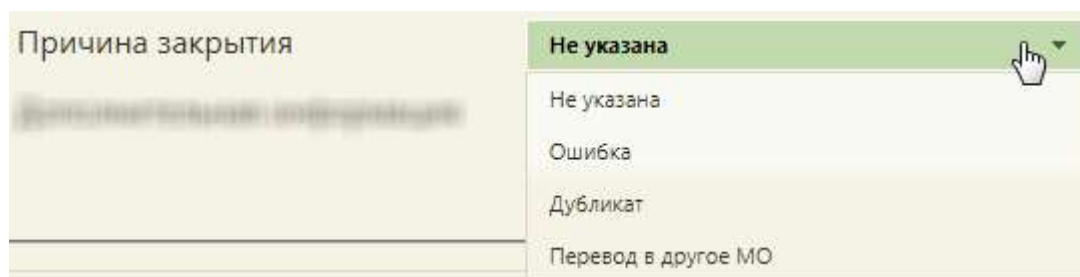 Причина закрытия
Не указана
Не указана
Ошибка
Дубликат
Перевод в другое МО